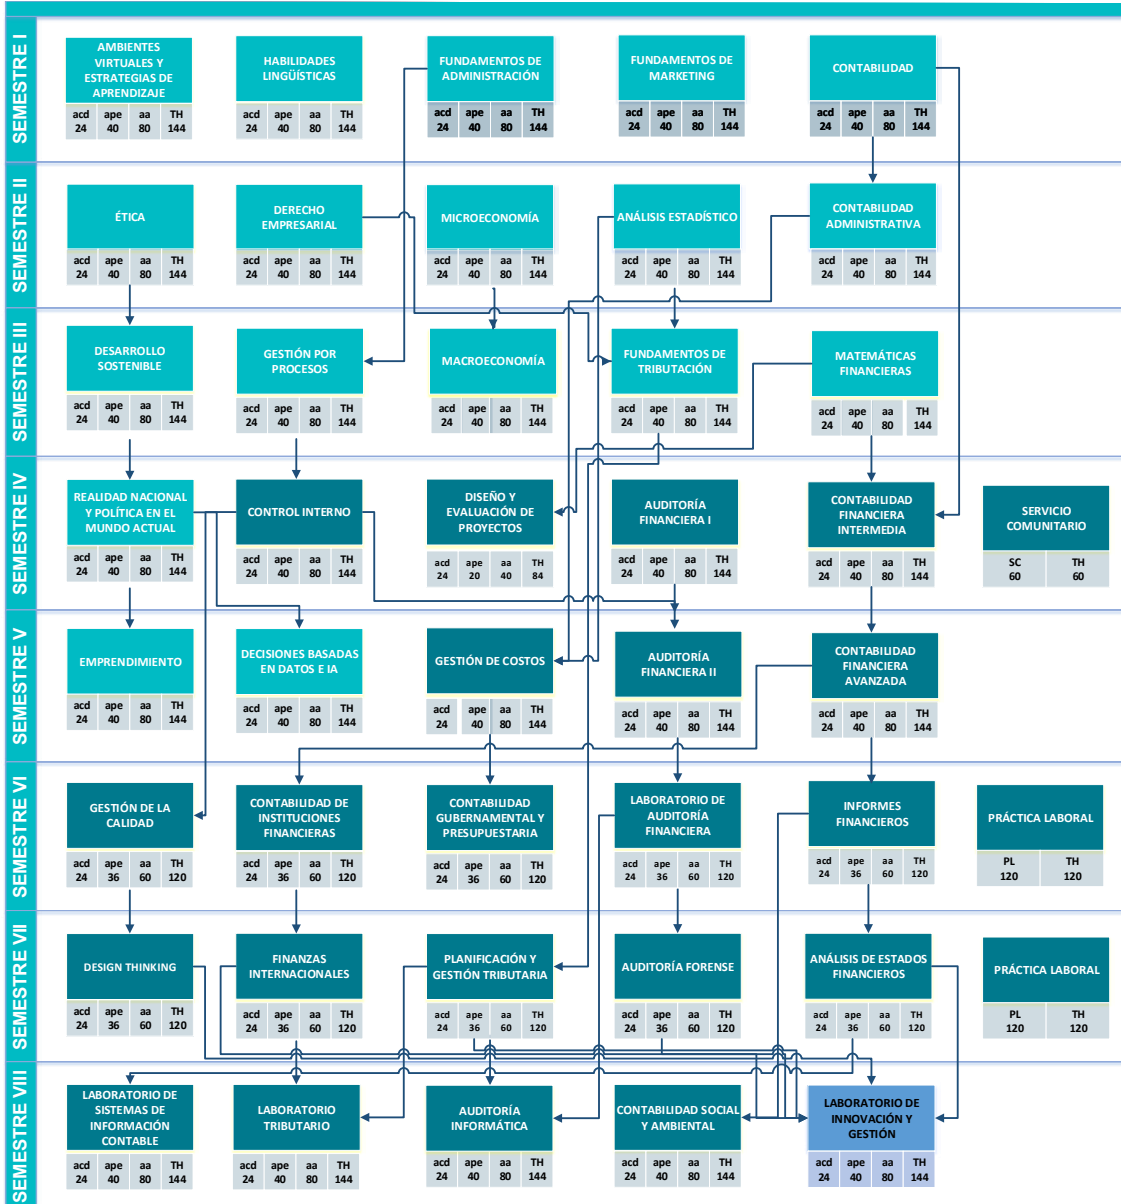 SEMESTRE I
AMBIENTES
VIRTUALES Y
ESTRATEGIAS DE
APRENDIZAJE
acd ape aa TH
24 40 80 144
HABILIDADES
LINGÜÍSTICAS
acd ape aa TH
24 40 80 144
FUNDAMENTOS DE
ADMINISTRACIÓN
acd ape aa TH
24 40 80 144
FUNDAMENTOS DE
MARKETING
acd ape aa TH
24 40 80 144
CONTABILIDAD
acd ape aa TH
24 40 80 144
SEMESTRE II
ÉTICA
acd ape aa TH
24 40 80 144
DERECHO
EMPRESARIAL
acd ape aa TH
24 40 80 144
MICROECONOMÍA
acd ape aa TH
24 40 80 144
ANÁLISIS ESTADÍSTICO
acd ape aa TH
24 40 80 144
CONTABILIDAD
ADMINISTRATIVA
acd ape aa TH
24 40 80 144
SEMESTRE III
DESARROLLO
SOSTENIBLE
acd ape aa TH
24 40 80 144
GESTIÓN POR
PROCESOS
acd ape aa TH
24 40 80 144
MACROECONOMÍA
acd ape aa TH
24 40 80 144
FUNDAMENTOS DE
TRIBUTACIÓN
acd ape aa TH
24 40 80 144
MATEMÁTICAS
FINANCIERAS
acd ape aa TH
24 40 80 144
SEMESTRE IV
REALIDAD NACIONAL
Y POLÍTICA EN EL
MUNDO ACTUAL
acd ape aa TH
24 40 80 144
CONTROL INTERNO
acd ape aa TH
24 40 80 144
DISEÑO Y
EVALUACIÓN DE
PROYECTOS
acd ape aa TH
24 20 40 84
AUDITORÍA
FINANCIERA I
acd ape aa TH
24 40 80 144
CONTABILIDAD
FINANCIERA
INTERMEDIA
acd ape aa TH
24 40 80 144
SERVICIO
COMUNITARIO
SC TH
60 60
SEMESTRE V
EMPRENDIMIENTO
acd ape aa TH
24 40 80 144
DECISIONES BASADAS
EN DATOS E IA
acd ape aa TH
24 40 80 144
GESTIÓN DE COSTOS
acd ape aa TH
24 40 80 144
AUDITORÍA
FINANCIERA II
acd ape aa TH
24 40 80 144
CONTABILIDAD
FINANCIERA
AVANZADA
acd ape aa TH
24 40 80 144
SEMESTRE VI
GESTIÓN DE LA
CALIDAD
acd ape aa TH
24 36 60 120
CONTABILIDAD DE
INSTITUCIONES
FINANCIERAS
acd ape aa TH
24 36 60 120
CONTABILIDAD
GUBERNAMENTAL Y
PRESUPUESTARIA
acd ape aa TH
24 36 60 120
LABORATORIO DE
AUDITORÍA
FINANCIERA
acd ape aa TH
24 36 60 120
INFORMES
FINANCIEROS
acd ape aa TH
24 36 60 120
PRÁCTICA LABORAL
PL TH
120 120
SEMESTRE VII
DESIGN THINKING
acd ape aa TH
24 36 60 120
FINANZAS
INTERNACIONALES
acd ape aa TH
24 36 60 120
PLANIFICACIÓN Y
GESTIÓN TRIBUTARIA
acd ape aa TH
24 36 60 120
AUDITORÍA FORENSE
acd ape aa TH
24 36 60 120
ANÁLISIS DE ESTADOS
FINANCIEROS
acd ape aa TH
24 36 60 120
PRÁCTICA LABORAL
PL TH
120 120
SEMESTRE VIII
LABORATORIO DE
SISTEMAS DE
INFORMACIÓN
CONTABLE
acd ape aa TH
24 40 80 144
LABORATORIO
TRIBUTARIO
acd ape aa TH
24 40 80 144
AUDITORÍA
INFORMÁTICA
acd ape aa TH
24 40 80 144
CONTABILIDAD SOCIAL
Y AMBIENTAL
acd ape aa TH
24 40 80 144
LABORATORIO DE
INNOVACIÓN Y
GESTIÓN
acd ape aa TH
24 40 80 144